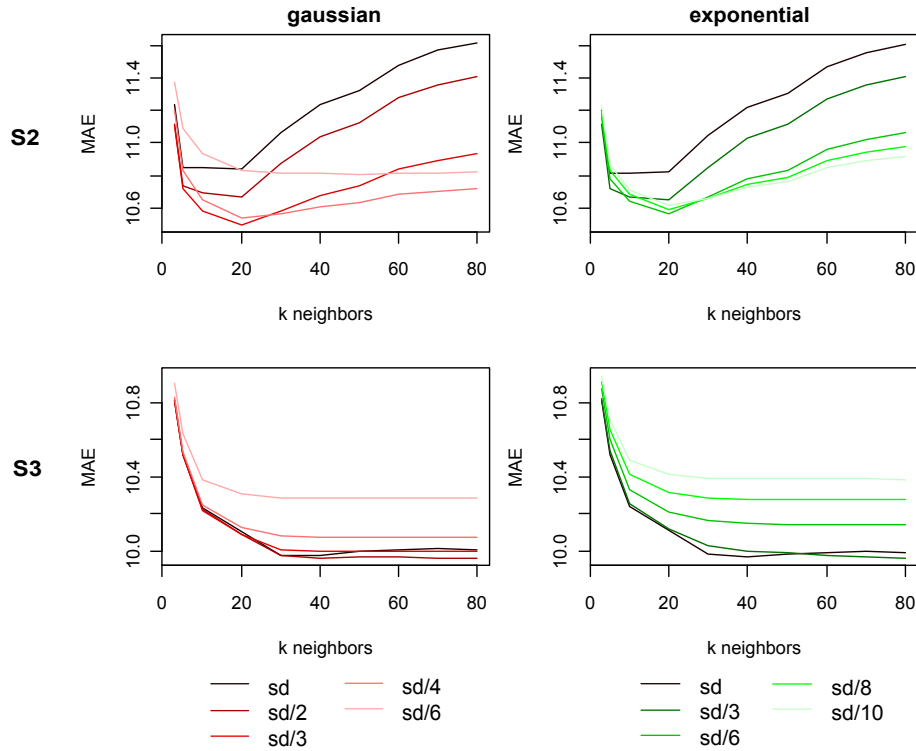 gaussian
exponential
S2
MAE
10.6 11.0 11.4
0 20 40 60 80
k neighbors
MAE
10.6 11.0 11.4
0 20 40 60 80
k neighbors
S3
MAE
10.0 10.4 10.8
0 20 40 60 80
k neighbors
MAE
10.0 10.4 10.8
0 20 40 60 80
k neighbors
sd
sd/2
sd/3
sd/4
sd/6
sd
sd/3
sd/6
sd/8
sd/10